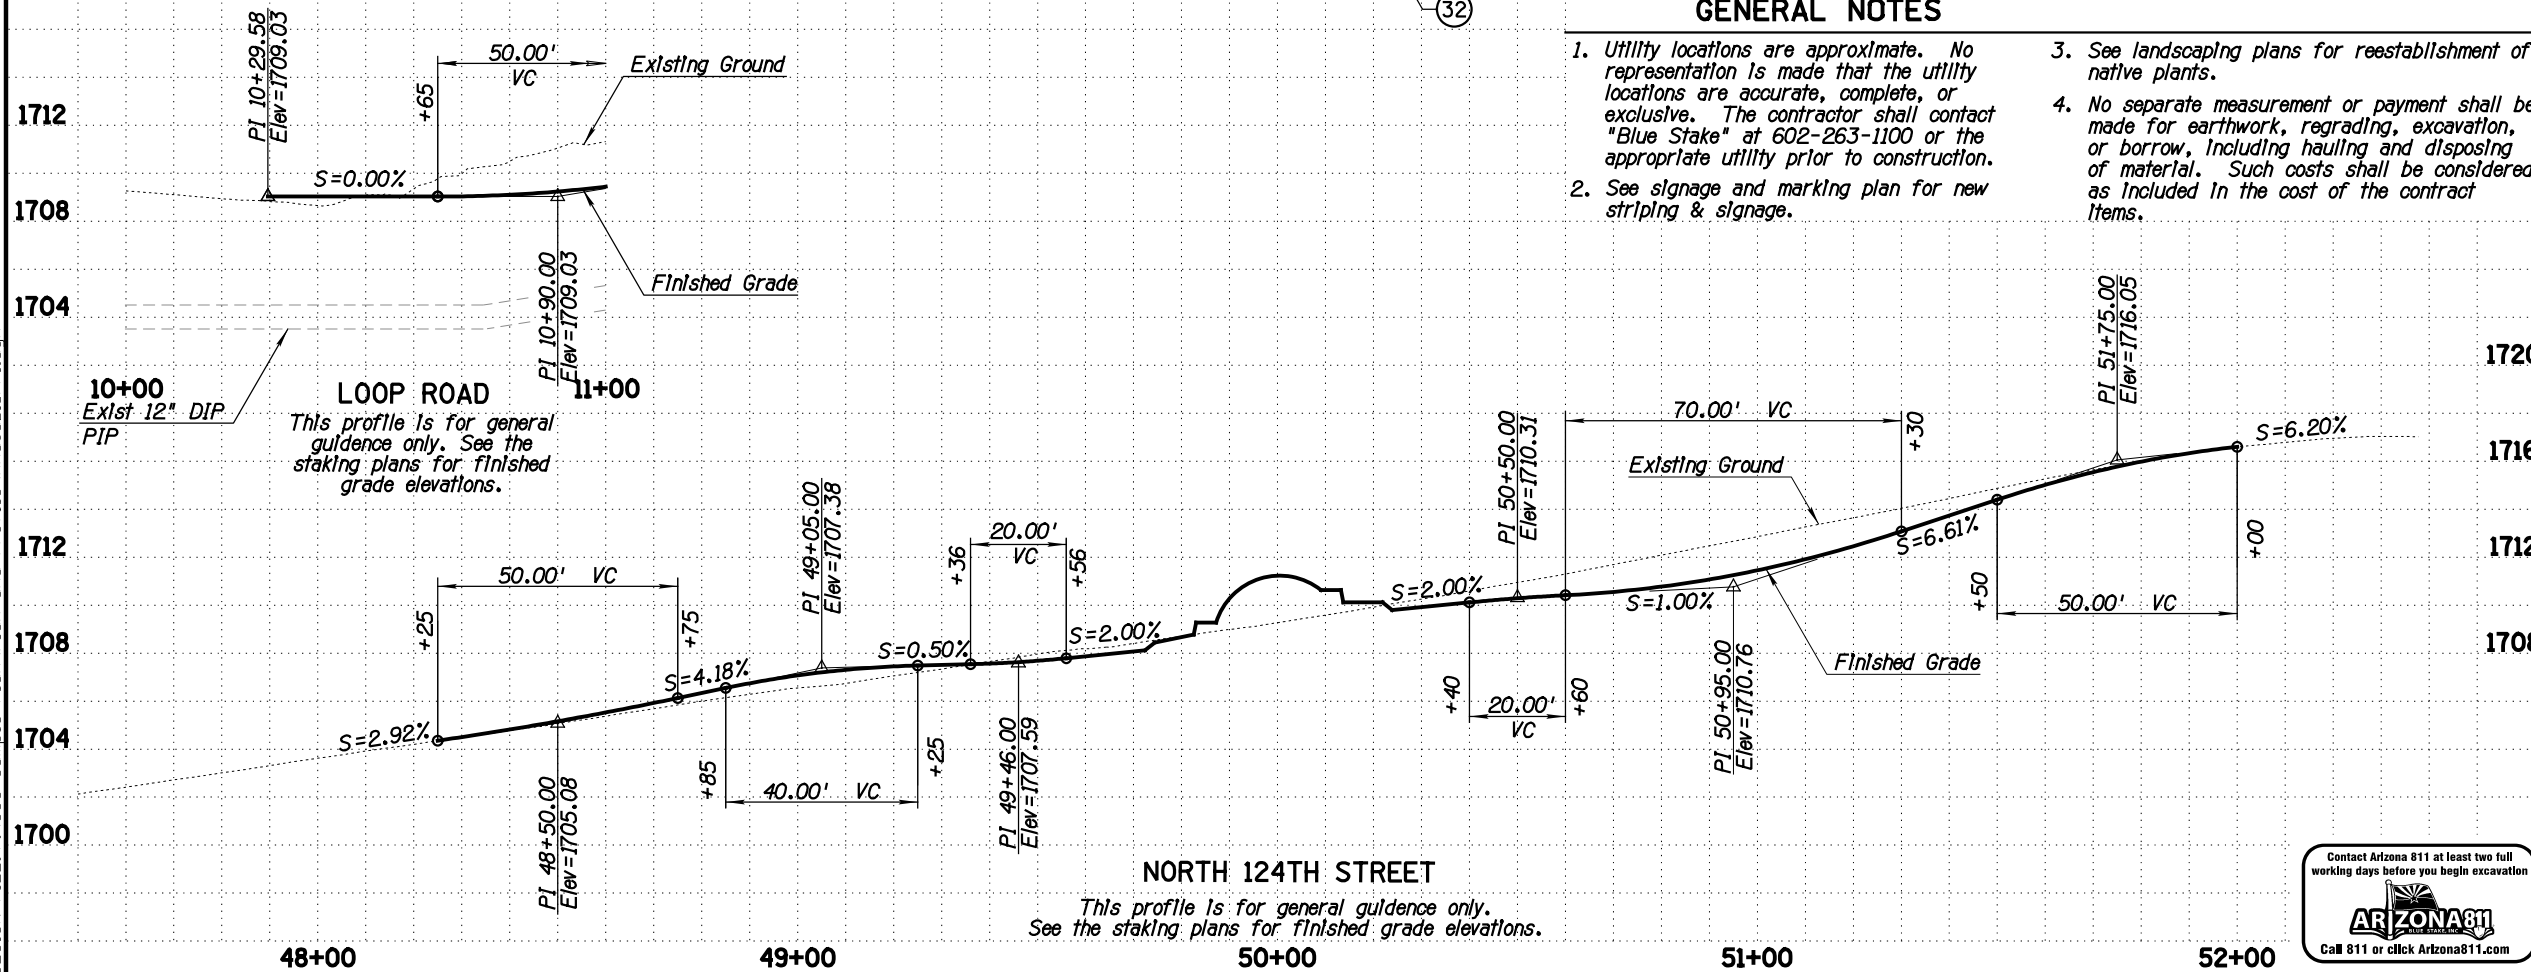 32
GENERAL NOTES
1. Utility locations are approximate. No
representation is made that the utility
locations are accurate, complete, or
exclusive. The contractor shall contact
"Blue Stake" at 602-263-1100 or the
appropriate utility prior to construction.
2. See signage and marking plan for new
striping & signage.
3. See landscaping plans for reestablishment of
native plants.
4. No separate measurement or payment shall be
made for earthwork, regrading, excavation,
or borrow, including hauling and disposing
of material. Such costs shall be considered
as included in the cost of the contract
items.
PI 10+29.58
Elev=1709.03
50.00'
VC
+65
Existing Ground
1712
S=0.00%
1708
PI 10+90.00
Elev=1709.03
Finished Grade
1704
10+00
11+00
Exist 12" DIP
PIP
LOOP ROAD
This profile is for general
guidence only. See the
staking plans for finished
grade elevations.
1720
1716
1712
1708
1712
1708
1704
1700
S=2.92%
+25
50.00' VC
+75
PI 48+50.00
Elev=1705.08
S=4.18%
+85
40.00' VC
+25
PI 49+05.00
Elev=1707.38
S=0.50%
+36
20.00'
VC
+56
PI 49+46.00
Elev=1707.59
S=2.00%
S=2.00%
+40
20.00'
VC
+60
PI 50+50.00
Elev=1710.31
70.00' VC
+30
Existing Ground
S=1.00%
PI 50+95.00
Elev=1710.76
Finished Grade
S=6.61%
+50
50.00' VC
+00
PI 51+75.00
Elev=1716.05
S=6.20%
NORTH 124TH STREET
This profile is for general guidence only.
See the staking plans for finished grade elevations.
48+00
49+00
50+00
51+00
52+00
Contact Arizona 811 at least two full
working days before you begin excavation
ARIZONA811
BLUE STAKE, INC.
Call 811 or click Arizona811.com